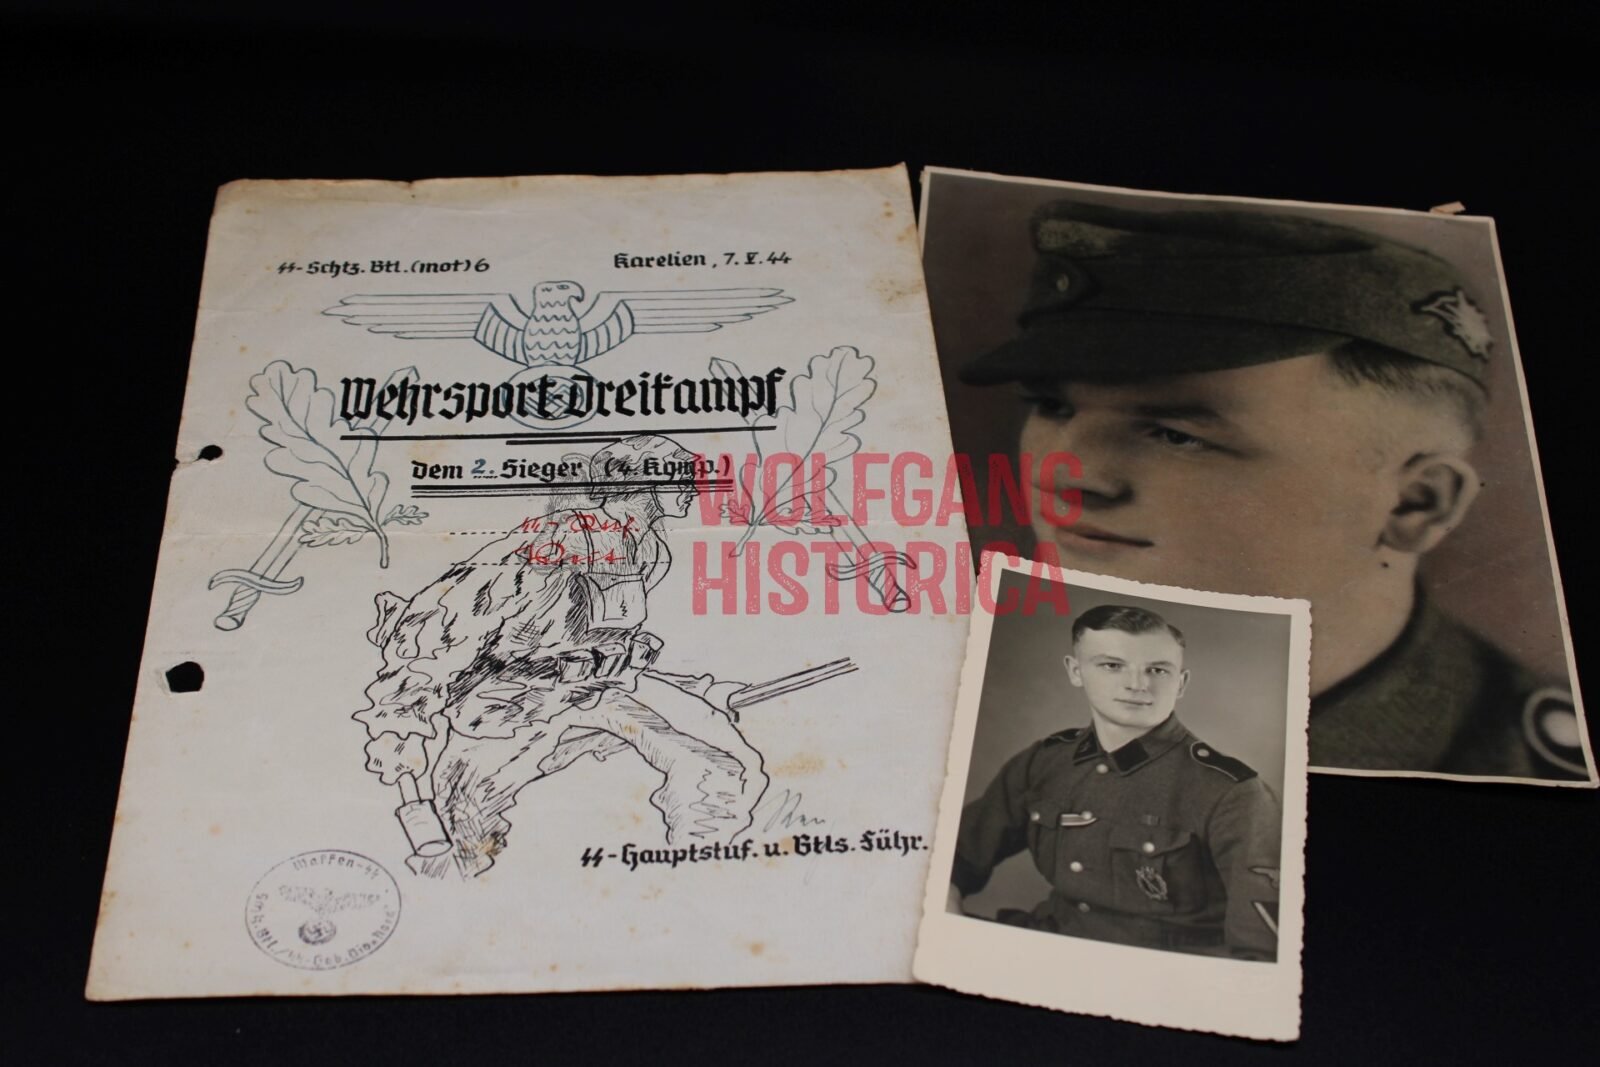 SS-Schtz. Btl. (mot) 6
Karelien, 7. V. 44
Wehrsport-Dreikampf
dem 2. Sieger (4. Komp.)
WOLFGANG
HISTORICA
SS-Hauptstuf. u. Btls. Führ.
Waffen-SS